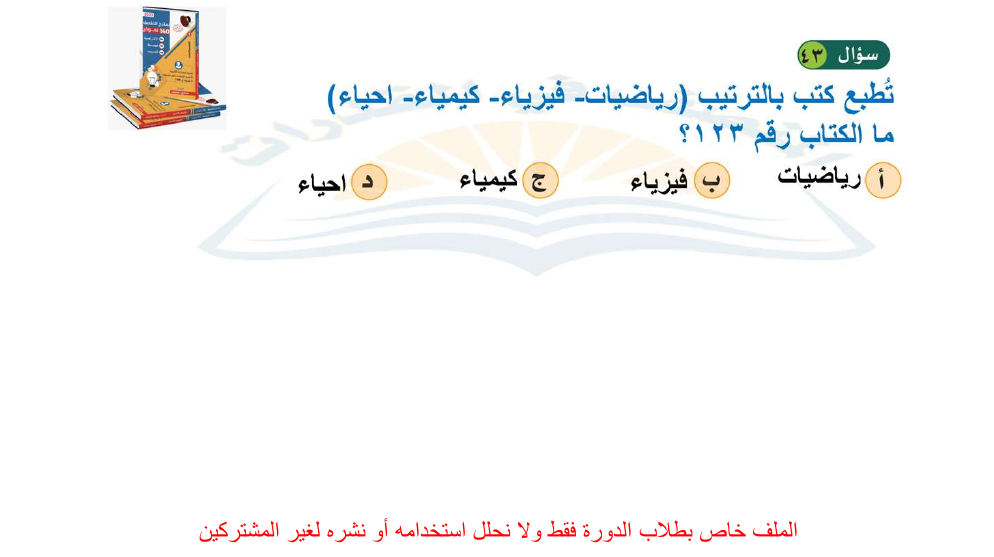 سؤال ٤٣
تُطبع كتب بالترتيب (رياضيات- فيزياء- كيمياء- احياء)
ما الكتاب رقم ١٢٣؟
أ رياضيات ب فيزياء ج كيمياء د احياء
الملف خاص بطلاب الدورة فقط ولا نحلل استخدامه أو نشره لغير المشتركين